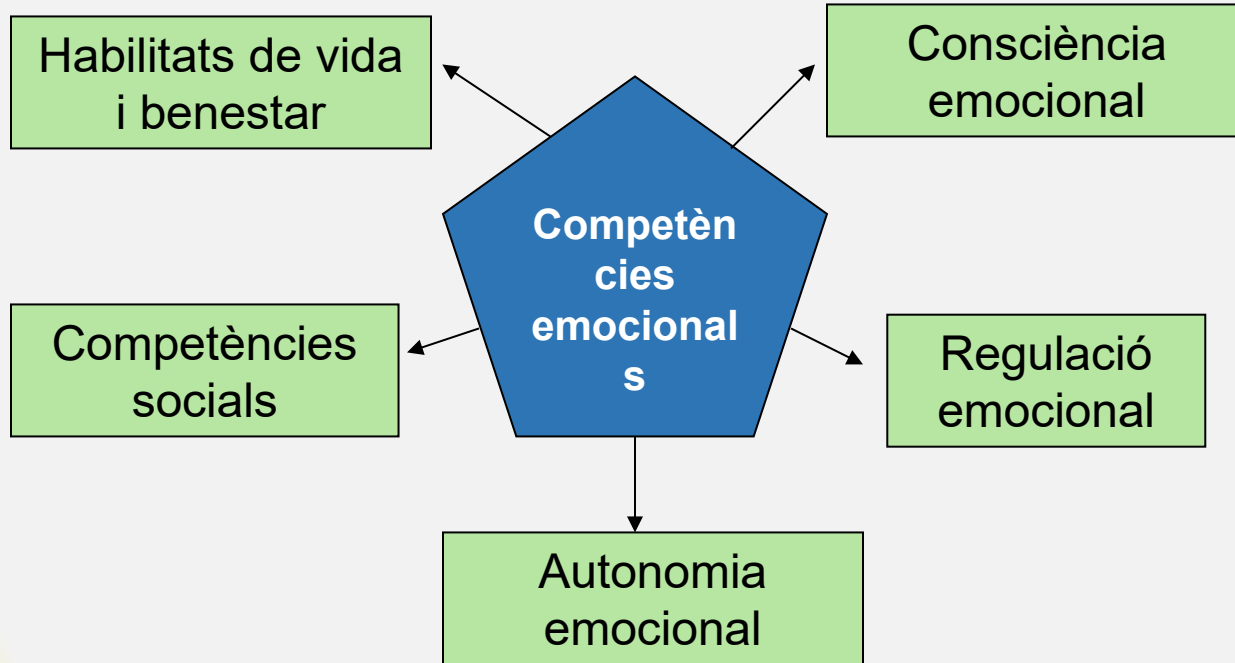 Habilitats de vida
i benestar
Consciència
emocional
Competèn
cies
emocional
s
Competències
socials
Regulació
emocional
Autonomia
emocional